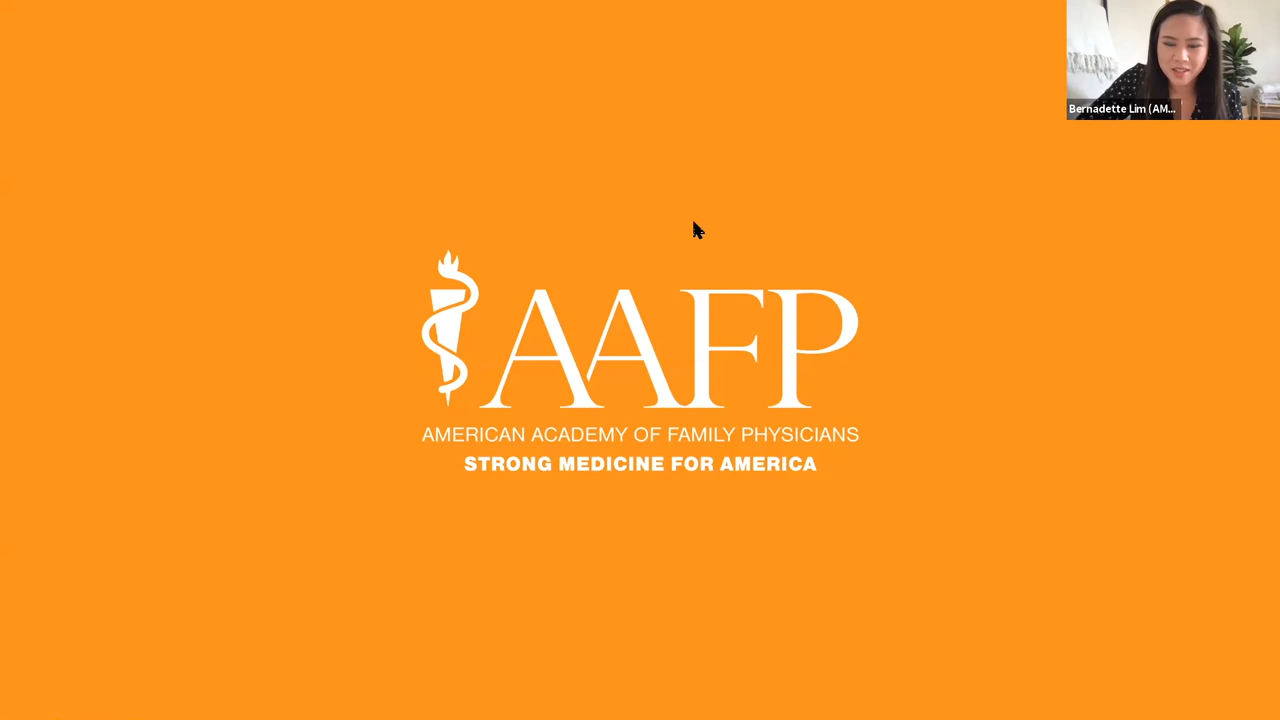 Bernadette Lim (AM...
AAFP
AMERICAN ACADEMY OF FAMILY PHYSICIANS
STRONG MEDICINE FOR AMERICA